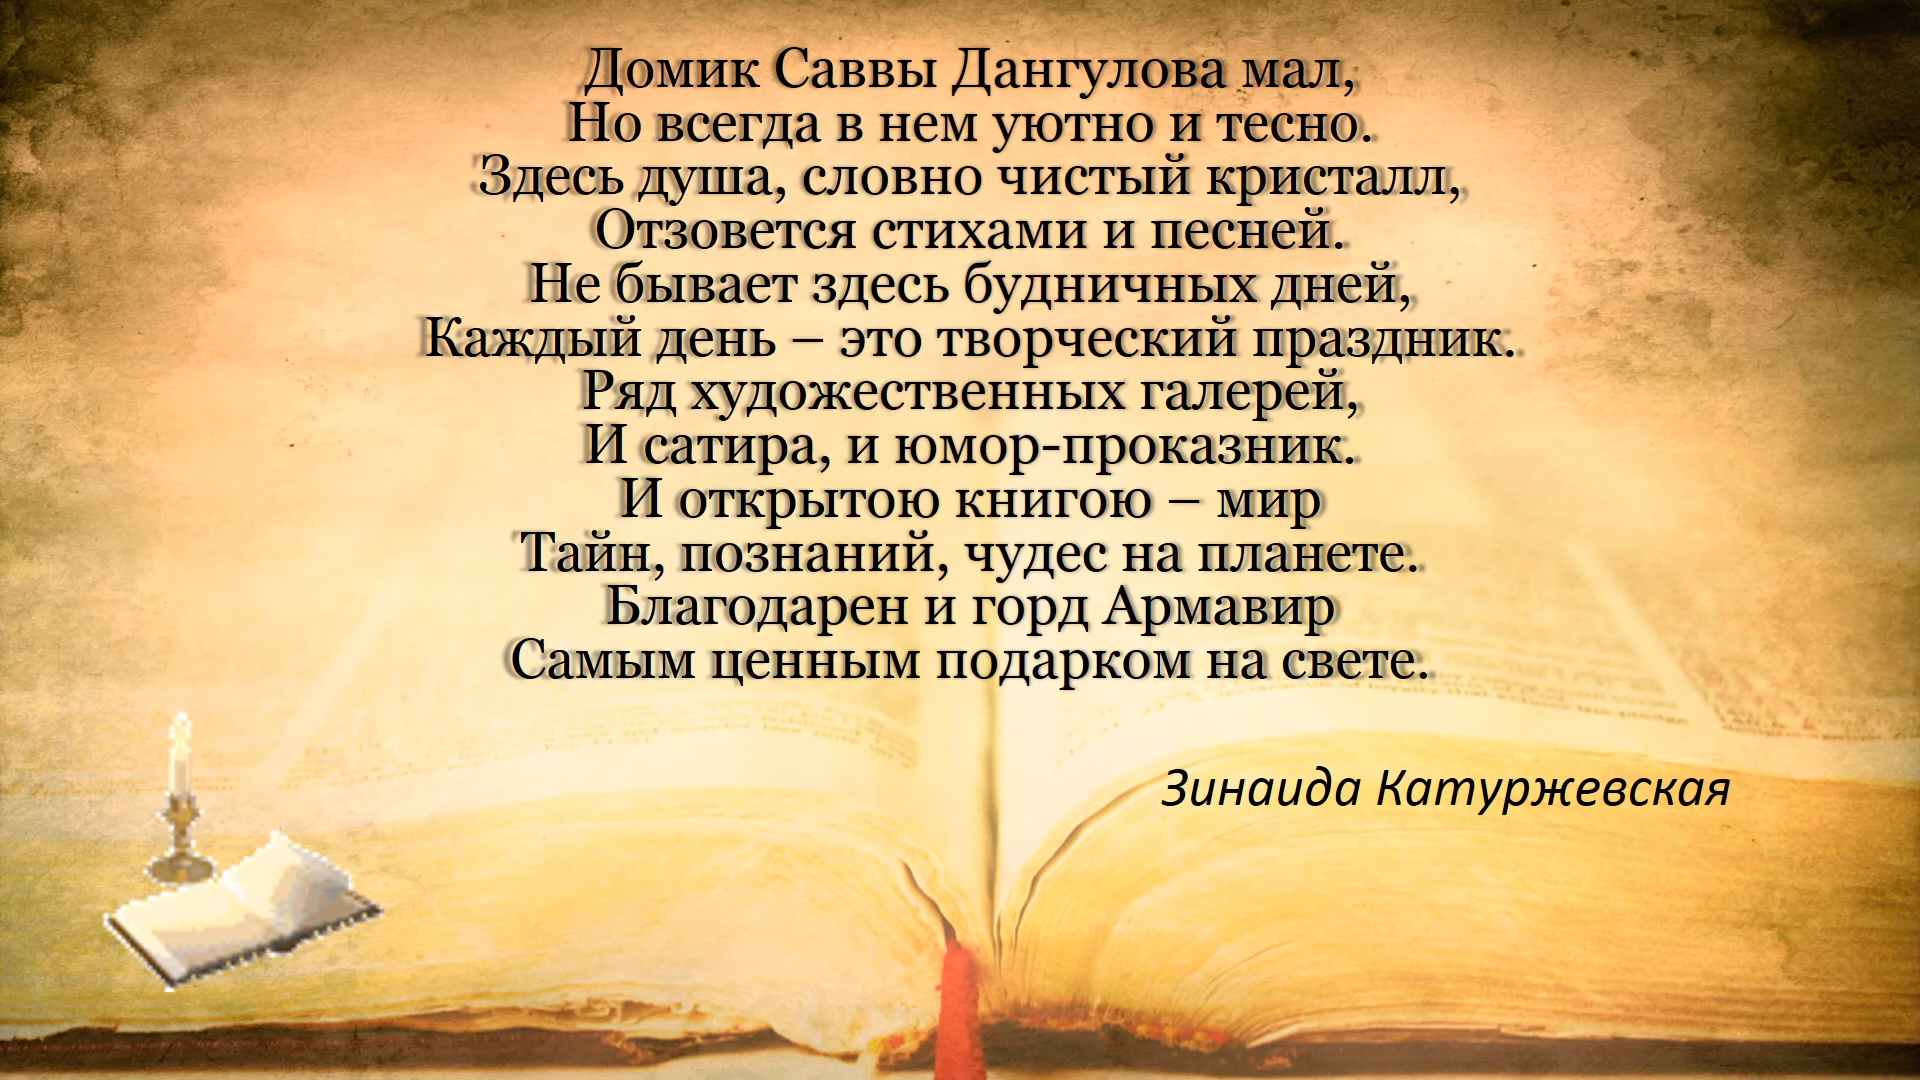 Домик Саввы Дангулова мал,
Но всегда в нем уютно и тесно.
Здесь душа, словно чистый кристалл,
Отзовется стихами и песней.
Не бывает здесь будничных дней,
Каждый день – это творческий праздник.
Ряд художественных галерей,
И сатира, и юмор-проказник.
И открытою книгою – мир
Тайн, познаний, чудес на планете.
Благодарен и горд Армавир
Самым ценным подарком на свете.
Зинаида Катуржевская